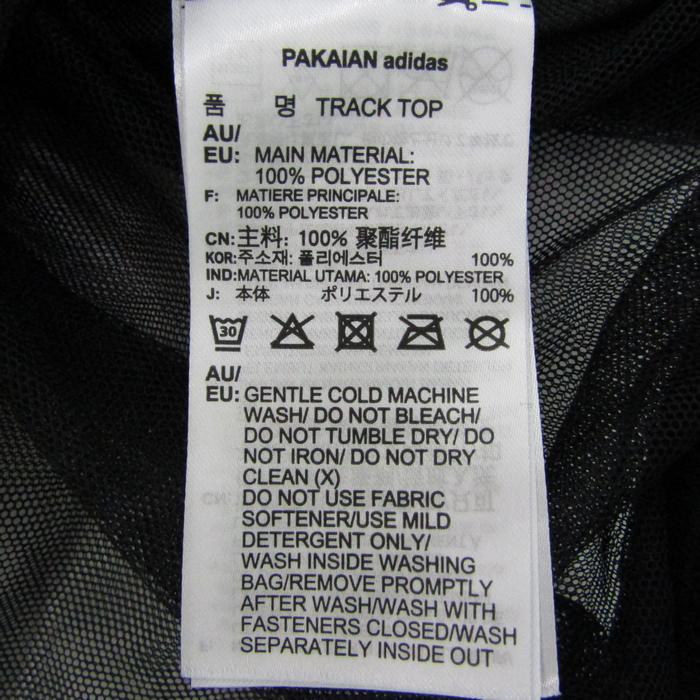 PAKAIAN adidas
품 명 TRACK TOP
AU/
EU: MAIN MATERIAL:
100% POLYESTER
F: MATIERE PRINCIPALE:
100% POLYESTER
CN:主料: 100% 聚酯纤维
KOR:주소재: 폴리에스터 100%
IND:MATERIAL UTAMA: 100% POLYESTER
J: 本体 ポリエステル 100%
30
AU/
EU: GENTLE COLD MACHINE
WASH/ DO NOT BLEACH/
DO NOT TUMBLE DRY/ DO
NOT IRON/ DO NOT DRY
CLEAN (X)
DO NOT USE FABRIC
SOFTENER/USE MILD
DETERGENT ONLY/
WASH INSIDE WASHING
BAG/REMOVE PROMPTLY
AFTER WASH/WASH WITH
FASTENERS CLOSED/WASH
SEPARATELY INSIDE OUT